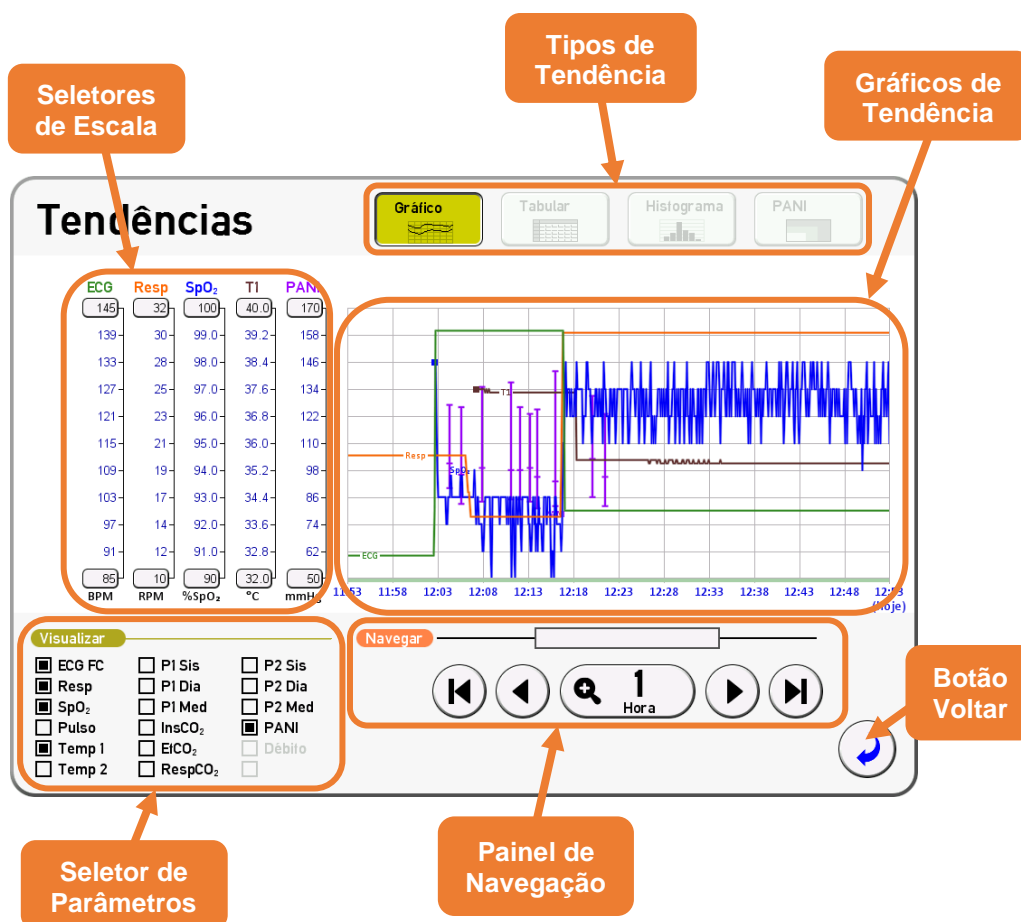 Tipos de
Tendência
Seletores
de Escala
Gráficos de
Tendência
Tendências
Gráfico
Tabular
Histograma
PANI
ECG Resp SpO₂ T1 PANI
145 32 100 40.0 170
139 30 99.0 39.2 158
133 28 98.0 38.4 146
127 25 97.0 37.6 134
121 23 96.0 36.8 122
115 21 95.0 36.0 110
109 19 94.0 35.2 98
103 17 93.0 34.4 86
97 14 92.0 33.6 74
91 12 91.0 32.8 62
85 10 90 32.0 50
BPM RPM %SpO₂ °C mmHg
T1
Resp
SpO₂
ECG
11:53 11:58 12:03 12:08 12:13 12:18 12:23 12:28 12:33 12:38 12:43 12:48 12:53
(hoje)
Visualizar
ECG FC P1 Sis P2 Sis
Resp P1 Dia P2 Dia
SpO₂ P1 Med P2 Med
Pulso InsCO₂ PANI
Temp 1 EtCO₂ Débito
Temp 2 RespCO₂
Navegar
1
Hora
Botão
Voltar
Seletor de
Parâmetros
Painel de
Navegação